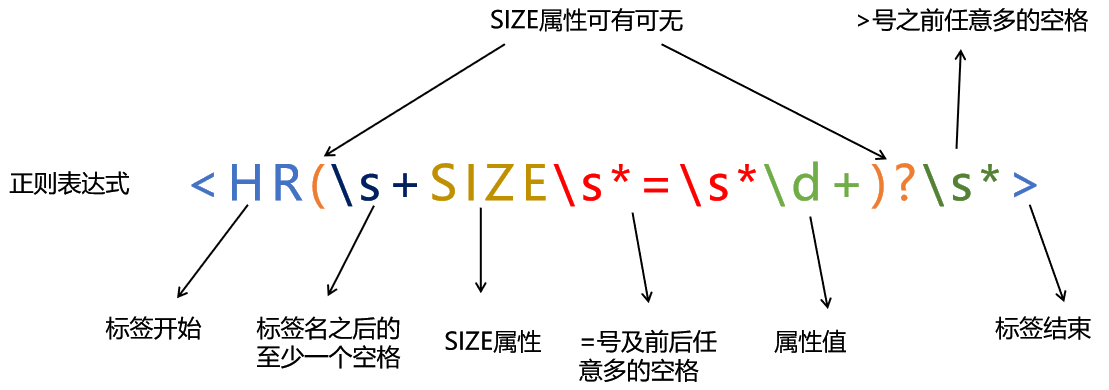 SIZE属性可有可无
>号之前任意多的空格
正则表达式
<HR(\s+SIZE\s*=\s*\d+)?\s*>
标签开始
标签名之后的
至少一个空格
SIZE属性
=号及前后任
意多的空格
属性值
标签结束